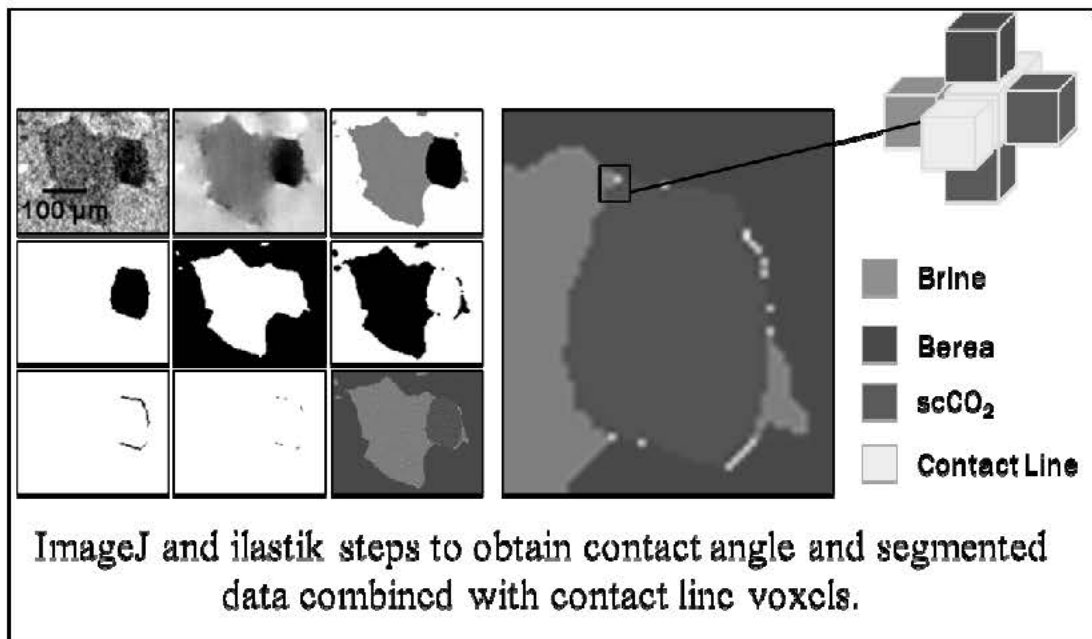 100 µm
Brine
Berea
scCO₂
Contact Line
ImageJ and ilastik steps to obtain contact angle and segmented
data combined with contact line voxels.